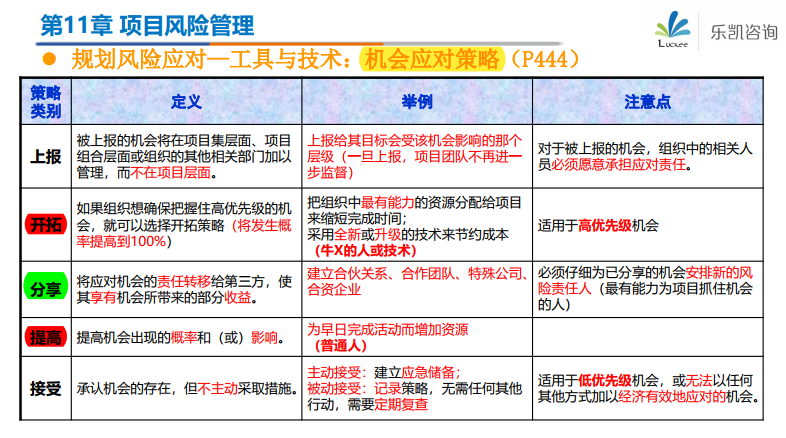 第11章 项目风险管理
Luckee
乐凯咨询
规划风险应对—工具与技术：机会应对策略（P444）
策略
类别
定义
举例
注意点
上报
被上报的机会将在项目集层面、项目
组合层面或组织的其他相关部门加以
管理，而不在项目层面。
上报给其目标会受该机会影响的那个
层级（一旦上报，项目团队不再进一
步监督）
对于被上报的机会，组织中的相关人
员必须愿意承担应对责任。
开拓
如果组织想确保把握住高优先级的机
会，就可以选择开拓策略（将发生概
率提高到100%）
把组织中最有能力的资源分配给项目
来缩短完成时间；
采用全新或升级的技术来节约成本
（牛X的人或技术）
适用于高优先级机会
分享
将应对机会的责任转移给第三方，使
其享有机会所带来的部分收益。
建立合伙关系、合作团队、特殊公司、
合资企业
必须仔细为已分享的机会安排新的风
险责任人（最有能力为项目抓住机会
的人）
提高
提高机会出现的概率和（或）影响。
为早日完成活动而增加资源
（普通人）
接受
承认机会的存在，但不主动采取措施。
主动接受：建立应急储备；
被动接受：记录策略，无需任何其他
行动，需要定期复查
适用于低优先级机会，或无法以任何
其他方式加以经济有效地应对的机会。